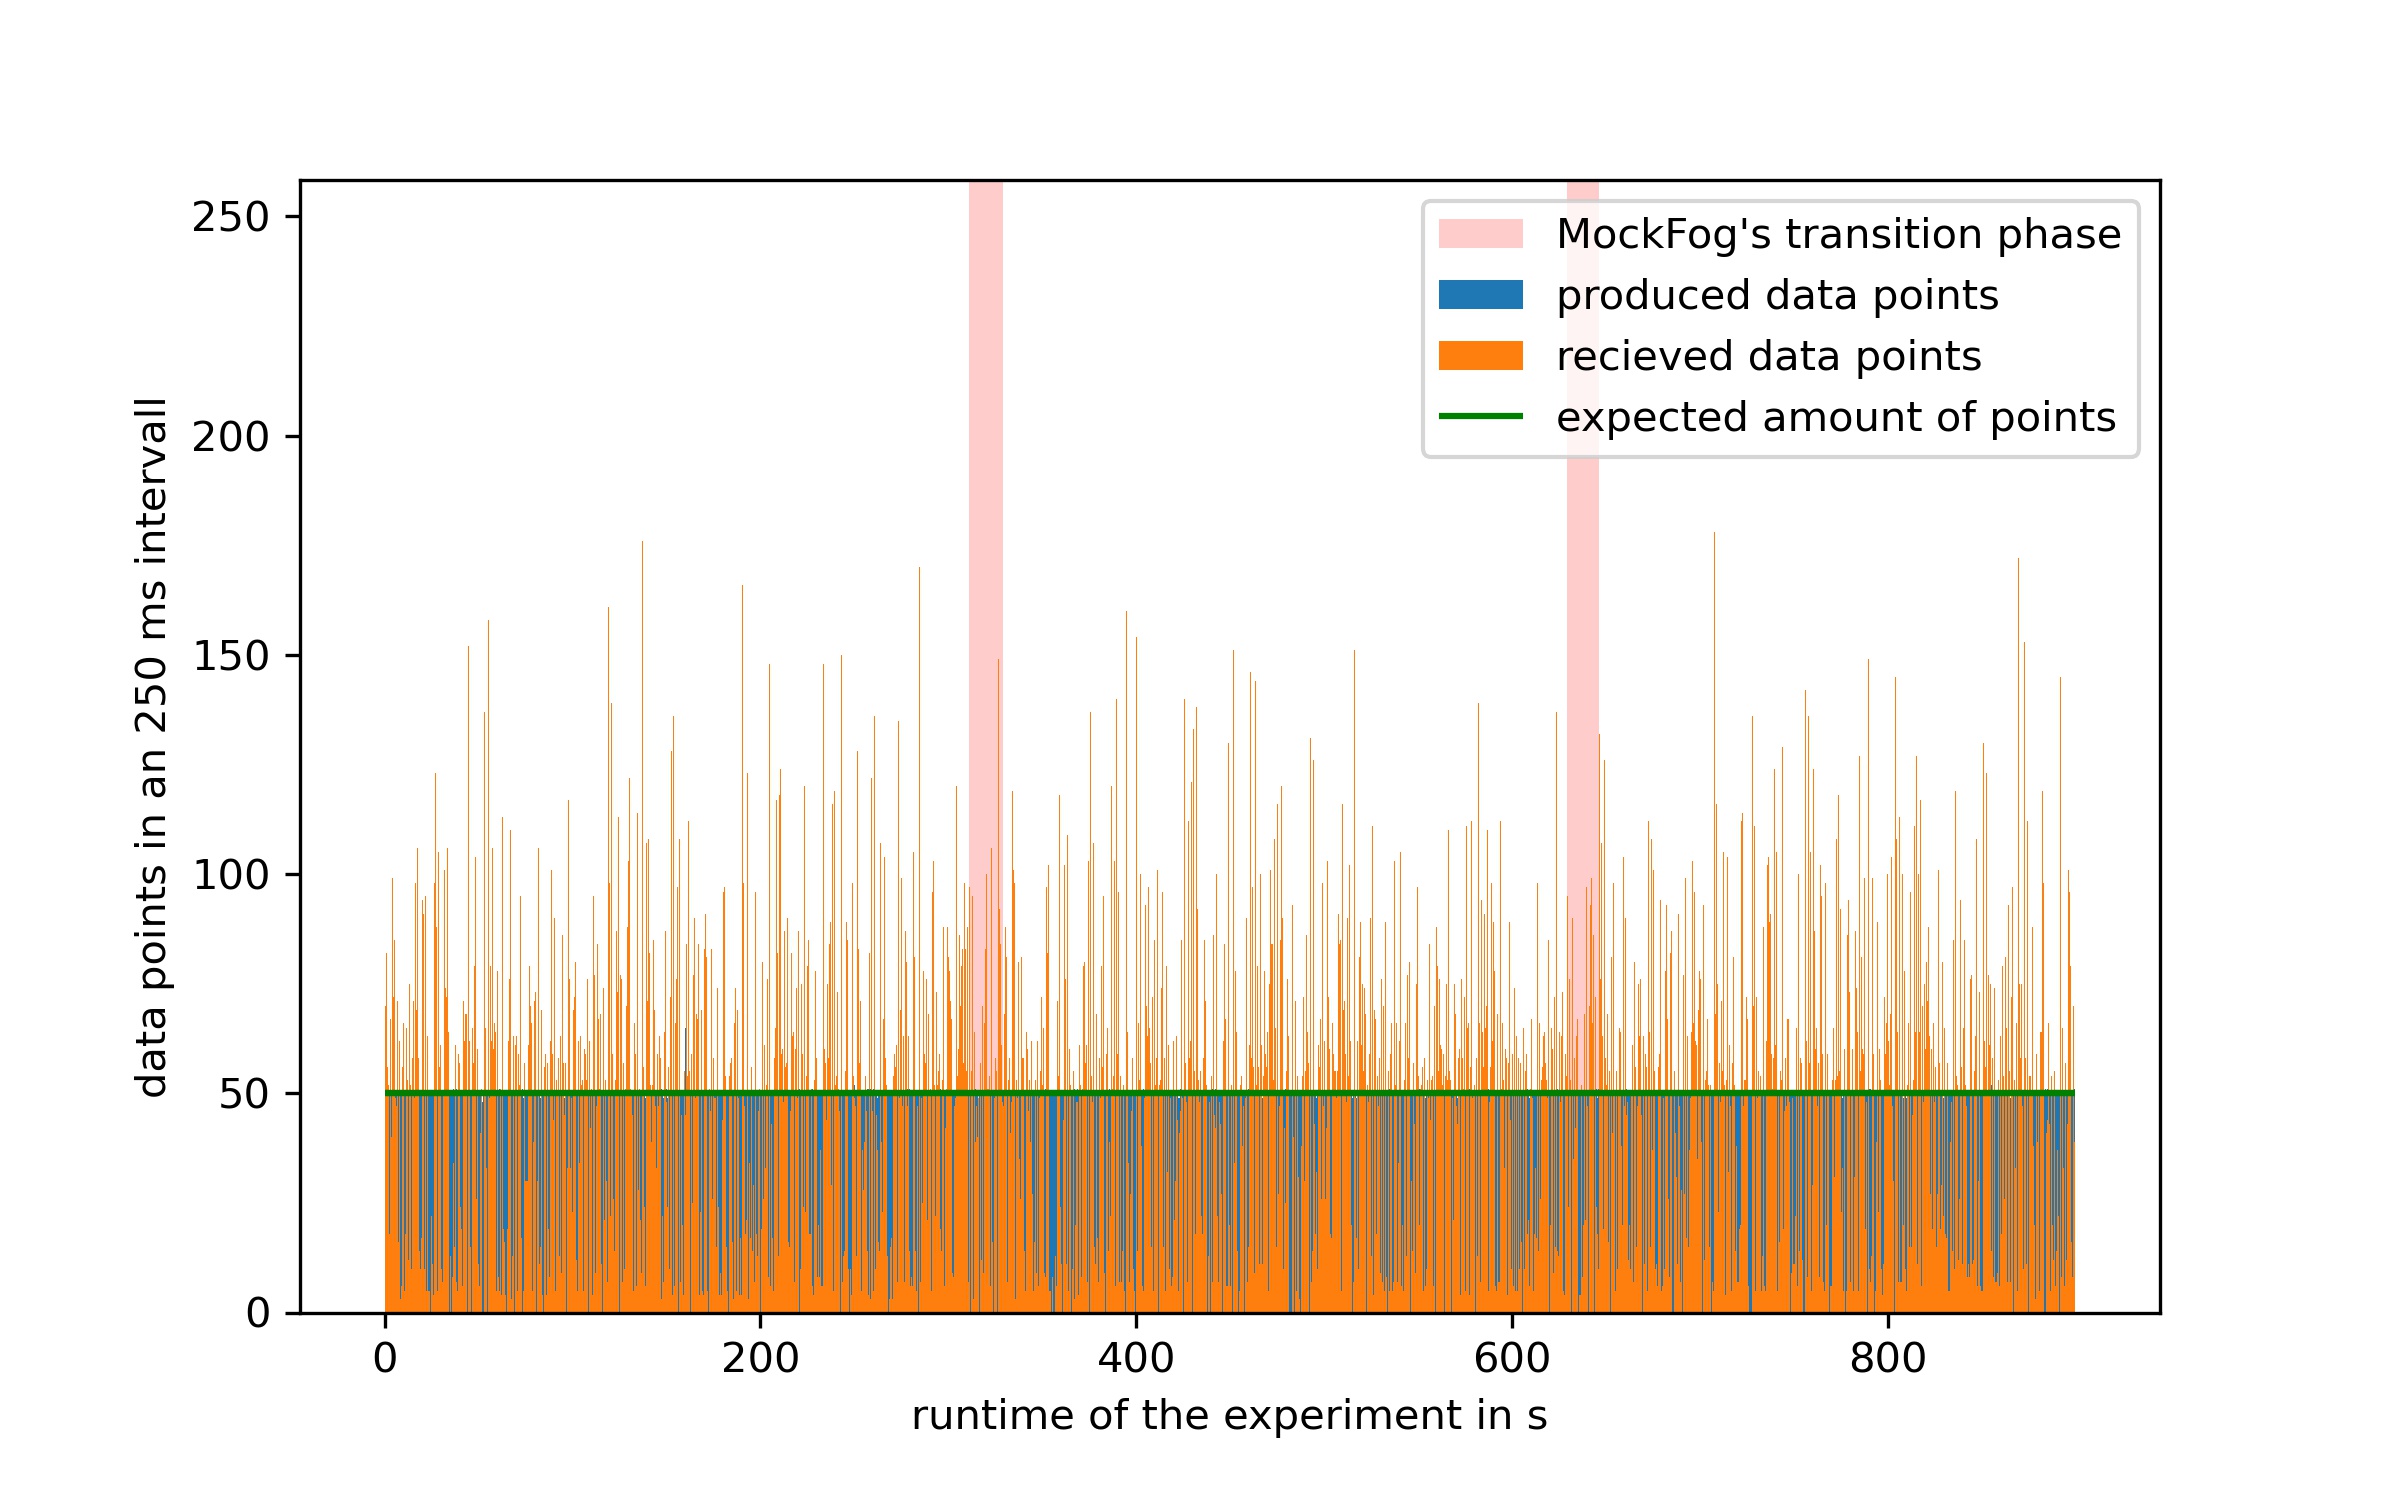 250
200
150
100
50
0
data points in an 250 ms intervall
MockFog's transition phase
produced data points
recieved data points
expected amount of points
0 200 400 600 800
runtime of the experiment in s